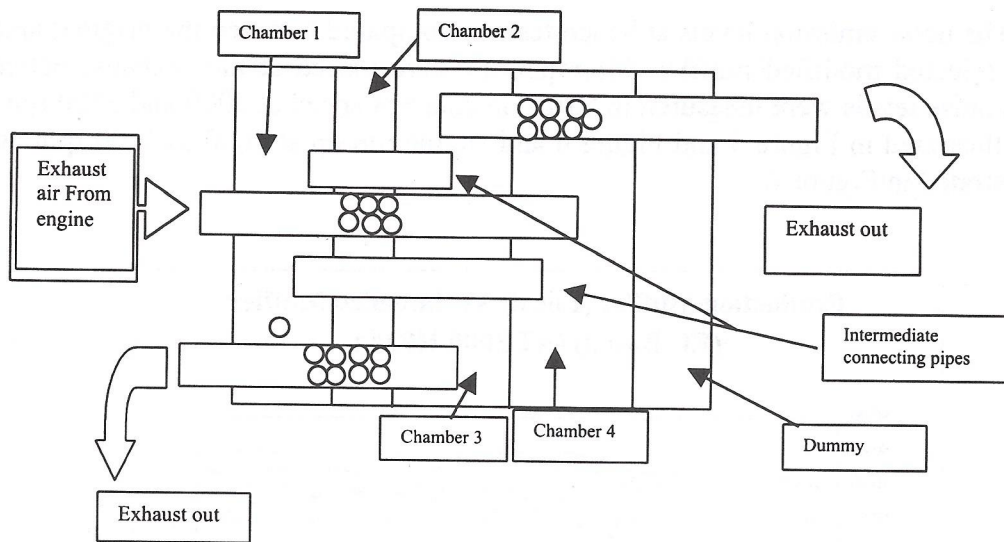 Chamber 1
Chamber 2
Exhaust
air From
engine
Exhaust out
Intermediate
connecting pipes
Chamber 3
Chamber 4
Dummy
Exhaust out